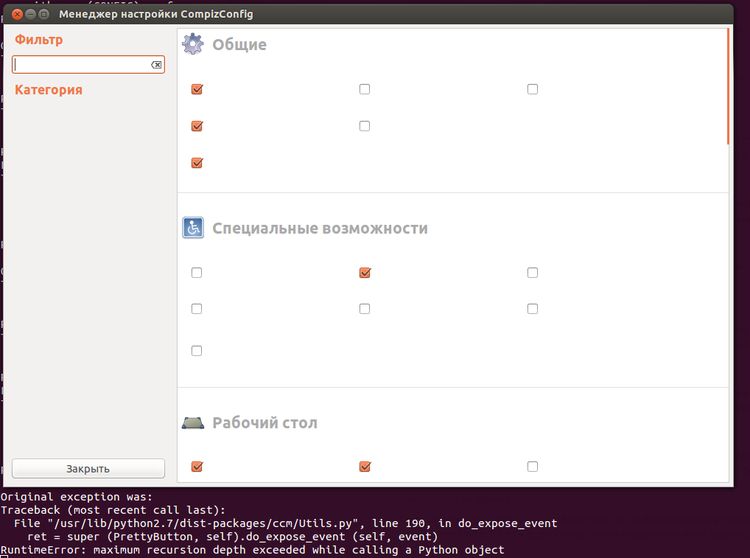 Менеджер настройки CompizConfig
Фильтр
Категория
Общие
Специальные возможности
Рабочий стол
Закрыть
Original exception was:
Traceback (most recent call last):
File "/usr/lib/python2.7/dist-packages/ccm/Utils.py", line 190, in do_expose_event
ret = super (PrettyButton, self).do_expose_event (self, event)
RuntimeError: maximum recursion depth exceeded while calling a Python object